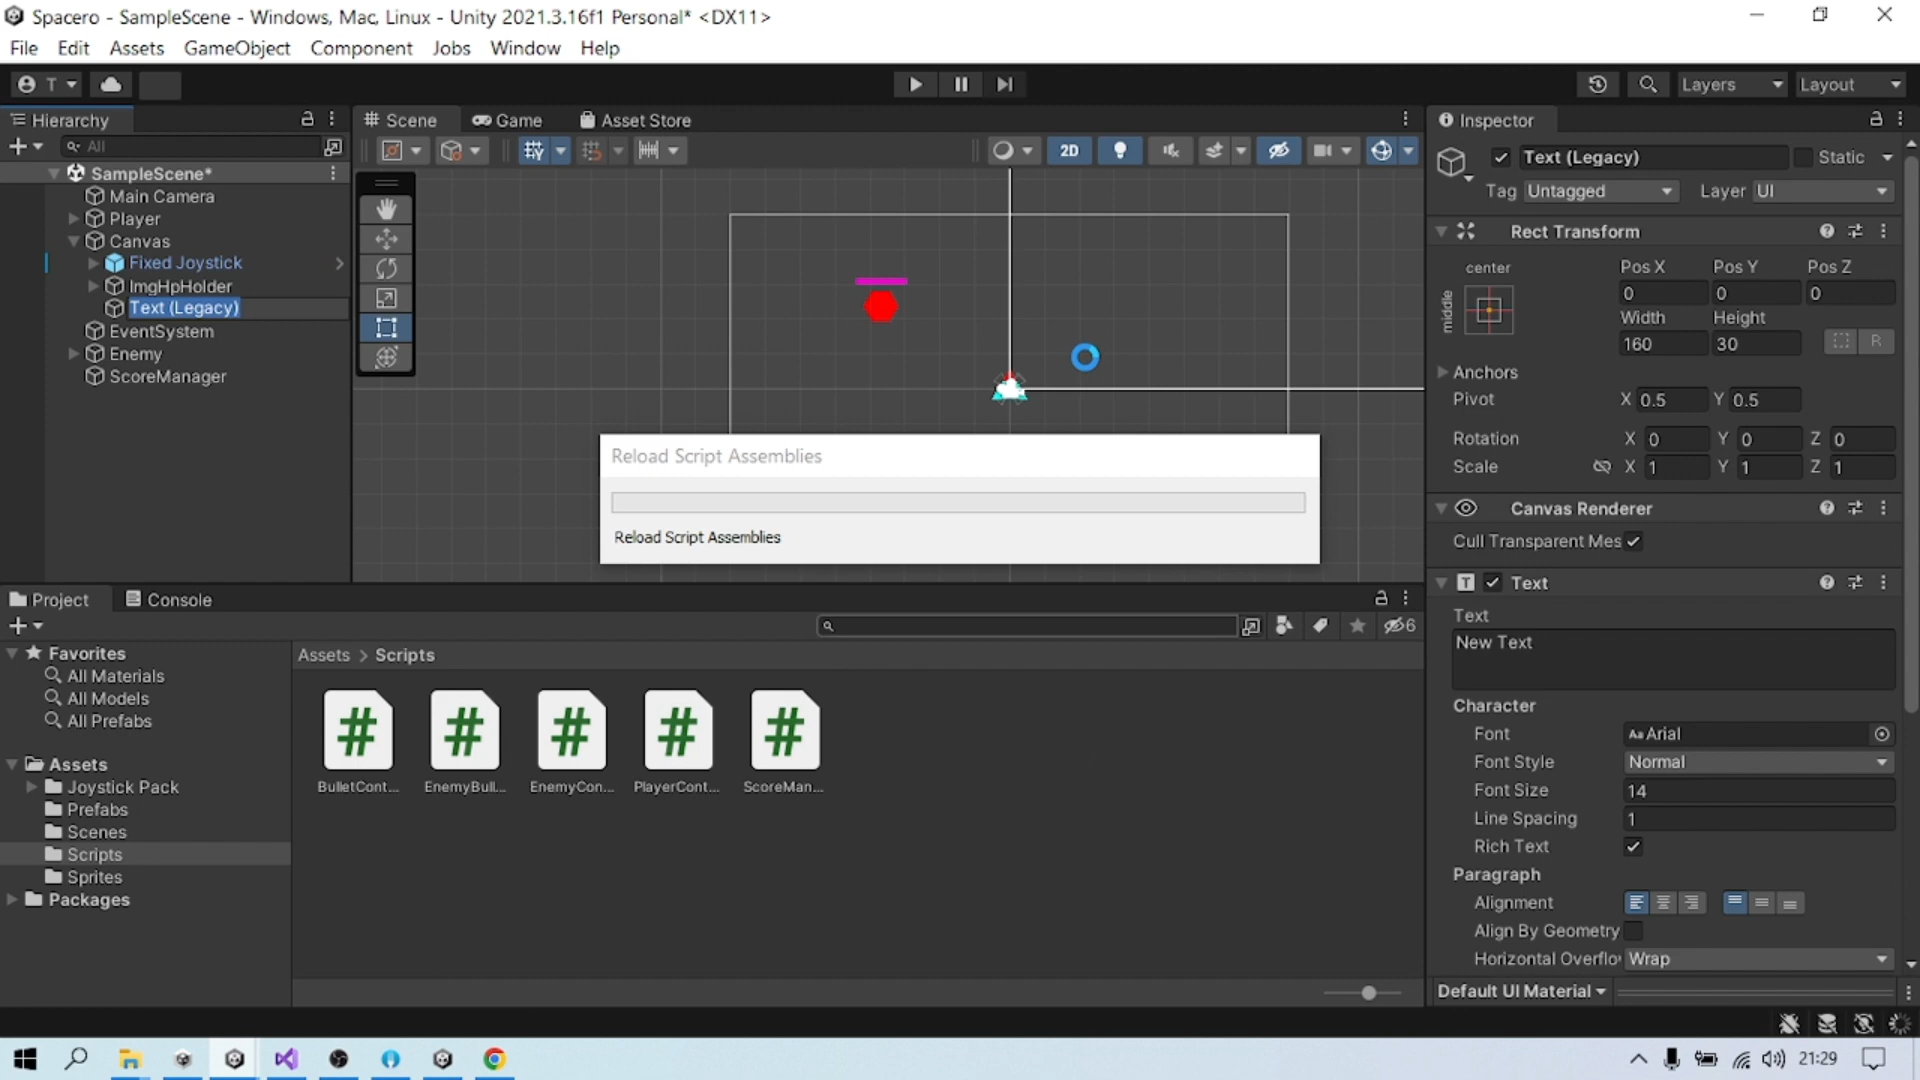 Spacero - SampleScene - Windows, Mac, Linux - Unity 2021.3.16f1 Personal* <DX11>
File Edit Assets GameObject Component Jobs Window Help
T Layers Layout
Hierarchy
All
SampleScene*
Main Camera
Player
Canvas
Fixed Joystick
ImgHpHolder
Text (Legacy)
EventSystem
Enemy
ScoreManager
Scene Game Asset Store
2D
Reload Script Assemblies
Reload Script Assemblies
Inspector
Text (Legacy) Static
Tag Untagged Layer UI
Rect Transform
center
middle
Pos X Pos Y Pos Z
0 0 0
Width Height
160 30 R
Anchors
Pivot X 0.5 Y 0.5
Rotation X 0 Y 0 Z 0
Scale X 1 Y 1 Z 1
Canvas Renderer
Cull Transparent Mes
T Text
Text
New Text
Character
Font Aa Arial
Font Style Normal
Font Size 14
Line Spacing 1
Rich Text
Paragraph
Alignment
Align By Geometry
Horizontal Overflo Wrap
Default UI Material
Project Console
6
Favorites
All Materials
All Models
All Prefabs
Assets
Joystick Pack
Prefabs
Scenes
Scripts
Sprites
Packages
Assets > Scripts
BulletCont... EnemyBull... EnemyCon... PlayerCont... ScoreMan...
21:29